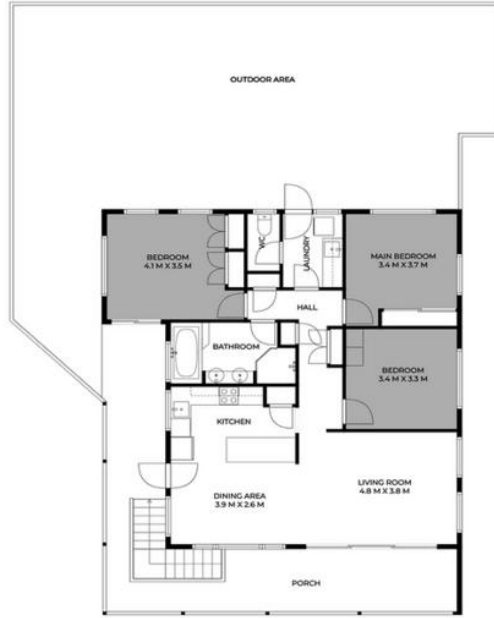 OUTDOOR AREA
BEDROOM
4.1 M X 3.5 M
WC
LAUNDRY
MAIN BEDROOM
3.4 M X 3.7 M
HALL
BATHROOM
BEDROOM
3.4 M X 3.3 M
KITCHEN
DINING AREA
3.9 M X 2.6 M
LIVING ROOM
4.8 M X 3.8 M
PORCH